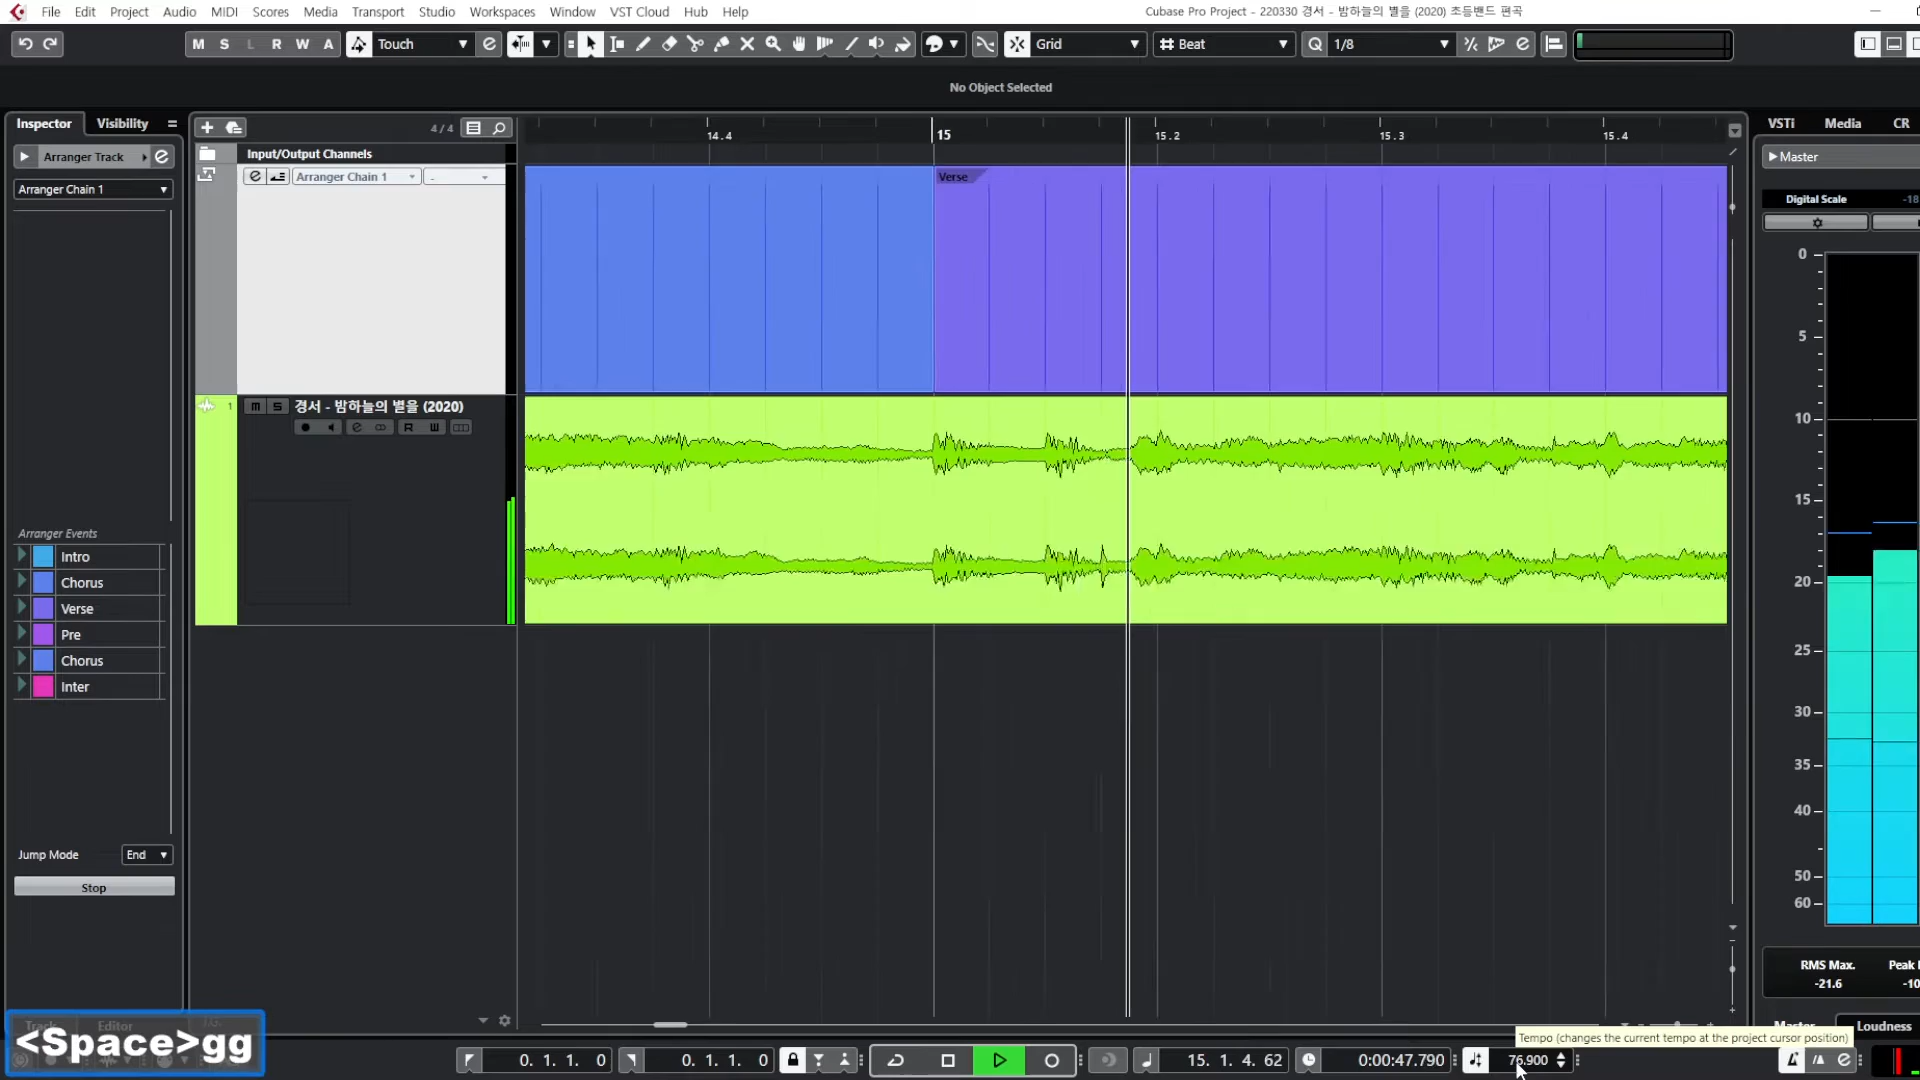 File Edit Project Audio MIDI Scores Media Transport Studio Workspaces Window VST Cloud Hub Help
Cubase Pro Project - 220330 경서 - 밤하늘의 별을 (2020) 초등밴드 편곡
M S L R W A Touch Grid Beat Q 1/8
No Object Selected
Inspector Visibility
4 / 4
14.4 15 15.2 15.3 15.4
VSTi Media CR
Arranger Track
Input/Output Channels
Master
Arranger Chain 1
Arranger Chain 1
Verse
Digital Scale -18
0
5
10
15
20
25
30
35
40
50
60
1 m S 경서 - 밤하늘의 별을 (2020)
R W
Arranger Events
Intro
Chorus
Verse
Pre
Chorus
Inter
Jump Mode End
Stop
RMS Max. Peak
-21.6 -10
Track Editor
Master Loudness
<Space>gg
Tempo (changes the current tempo at the project cursor position)
0. 1. 1. 0 0. 1. 1. 0 15. 1. 4. 62 0:00:47.790 76.900